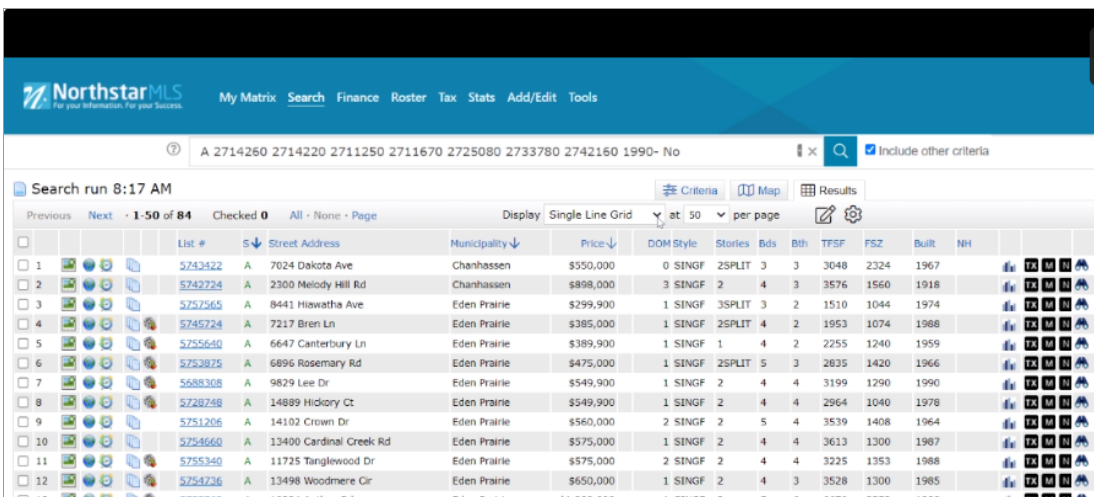 NorthstarMLS
For your Information. For your Success.
My Matrix Search Finance Roster Tax Stats Add/Edit Tools
A 2714260 2714220 2711250 2711670 2725080 2733780 2742160 1990- No
Include other criteria
Search run 8:17 AM
Criteria Map Results
Previous Next · 1-50 of 84 Checked 0 All · None · Page Display Single Line Grid at 50 per page
List # S Street Address Municipality Price DOM Style Stories Bds Bth TFSF FSZ Built NH
1 5743422 A 7024 Dakota Ave Chanhassen $550,000 0 SINGF 2SPLIT 3 3 3048 2324 1967 TX M N
2 5742724 A 2300 Melody Hill Rd Chanhassen $898,000 3 SINGF 2 4 3 3576 1560 1918 TX M N
3 5757565 A 8441 Hiawatha Ave Eden Prairie $299,900 1 SINGF 3SPLIT 3 2 1510 1044 1974 TX M N
4 5745724 A 7217 Bren Ln Eden Prairie $385,000 1 SINGF 2SPLIT 4 2 1953 1074 1988 TX M N
5 5755640 A 6647 Canterbury Ln Eden Prairie $389,900 1 SINGF 1 4 2 2255 1240 1959 TX M N
6 5753875 A 6896 Rosemary Rd Eden Prairie $475,000 1 SINGF 2SPLIT 5 3 2835 1420 1966 TX M N
7 5688308 A 9829 Lee Dr Eden Prairie $549,900 1 SINGF 2 4 4 3199 1290 1990 TX M N
8 5728748 A 14889 Hickory Ct Eden Prairie $549,900 1 SINGF 2 4 4 2964 1040 1978 TX M N
9 5751206 A 14102 Crown Dr Eden Prairie $560,000 2 SINGF 2 5 4 3539 1408 1964 TX M N
10 5754660 A 13400 Cardinal Creek Rd Eden Prairie $575,000 1 SINGF 2 4 4 3613 1300 1987 TX M N
11 5755340 A 11725 Tanglewood Dr Eden Prairie $575,000 2 SINGF 2 4 4 3225 1353 1988 TX M N
12 5754736 A 13498 Woodmere Cir Eden Prairie $650,000 1 SINGF 2 4 3 3528 1300 1985 TX M N